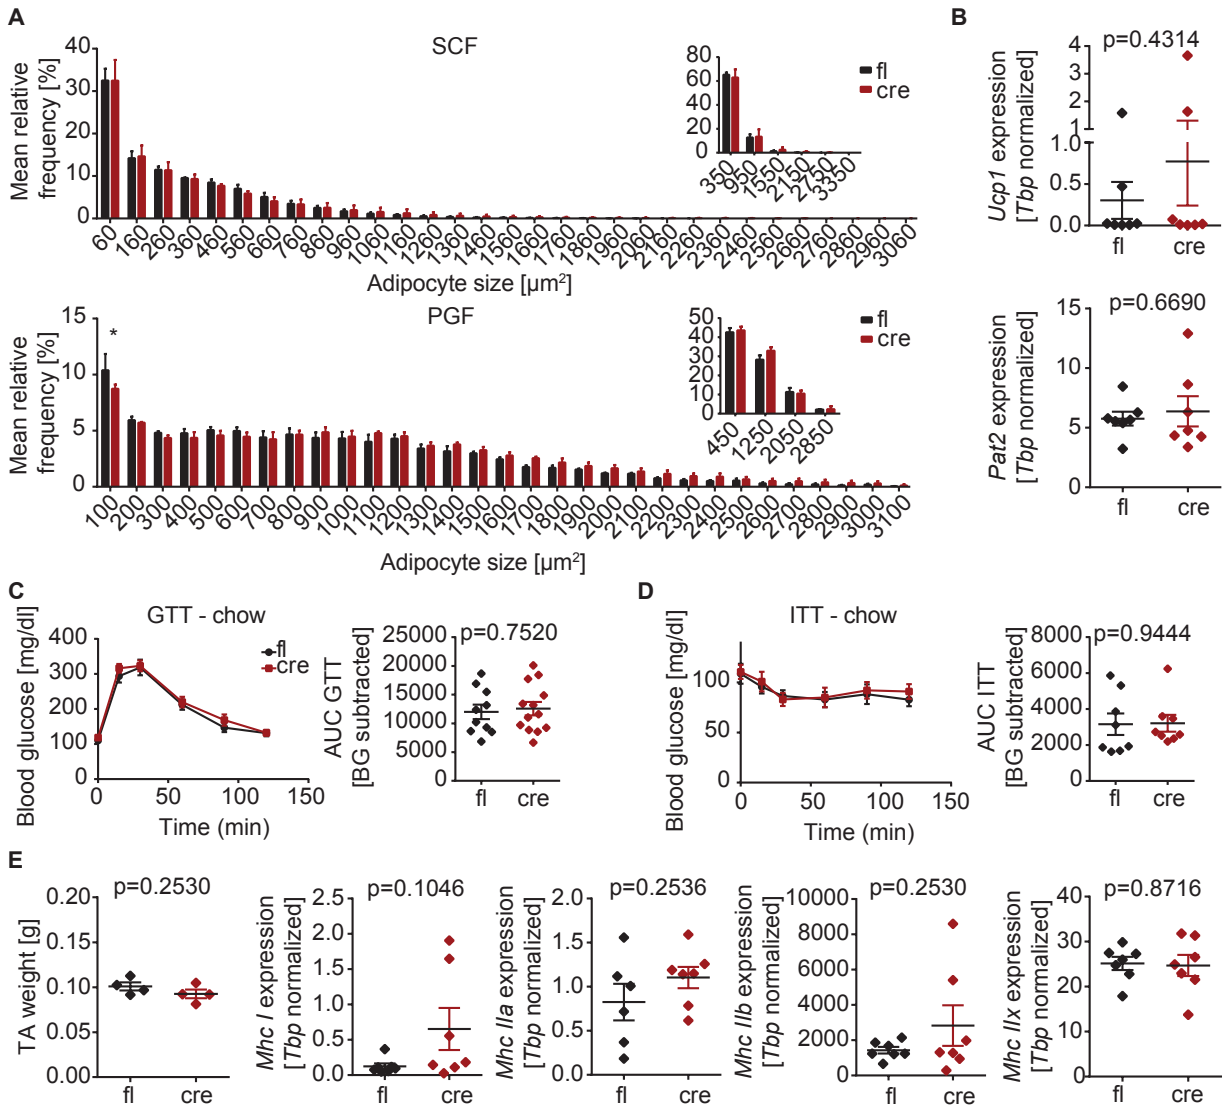 A
SCF
Mean relative
frequency [%]
40
30
20
10
0
60
160
260
360
460
560
660
760
860
960
1060
1160
1260
1360
1460
1560
1660
1760
1860
1960
2060
2160
2260
2360
2460
2560
2660
2760
2860
2960
3060
Adipocyte size [µm²]
80
60
40
20
0
350
950
1550
2150
2750
3350
fl
cre
PGF
Mean relative
frequency [%]
15
10
5
0
*
100
200
300
400
500
600
700
800
900
1000
1100
1200
1300
1400
1500
1600
1700
1800
1900
2000
2100
2200
2300
2400
2500
2600
2700
2800
2900
3000
3100
Adipocyte size [µm²]
50
40
30
20
10
0
450
1250
2050
2850
fl
cre
B
p=0.4314
Ucp1 expression
[Tbp normalized]
4
3
2
1
1.0
0.5
0.0
fl cre
p=0.6690
Pat2 expression
[Tbp normalized]
15
10
5
0
fl cre
C
GTT - chow
Blood glucose [mg/dl]
400
300
200
100
0
0 50 100 150
Time (min)
fl
cre
p=0.7520
AUC GTT
[BG subtracted]
25000
20000
15000
10000
5000
0
fl cre
D
ITT - chow
Blood glucose [mg/dl]
100
50
0
0 50 100 150
Time (min)
p=0.9444
AUC ITT
[BG subtracted]
8000
6000
4000
2000
0
fl cre
E
p=0.2530
TA weight [g]
0.20
0.15
0.10
0.05
0.00
fl cre
p=0.1046
Mhc I expression
[Tbp normalized]
2.5
2.0
1.5
1.0
0.5
0.0
fl cre
p=0.2536
Mhc IIa expression
[Tbp normalized]
2.0
1.5
1.0
0.5
0.0
fl cre
p=0.2530
Mhc IIb expression
[Tbp normalized]
10000
8000
6000
4000
2000
0
fl cre
p=0.8716
Mhc IIx expression
[Tbp normalized]
40
30
20
10
0
fl cre